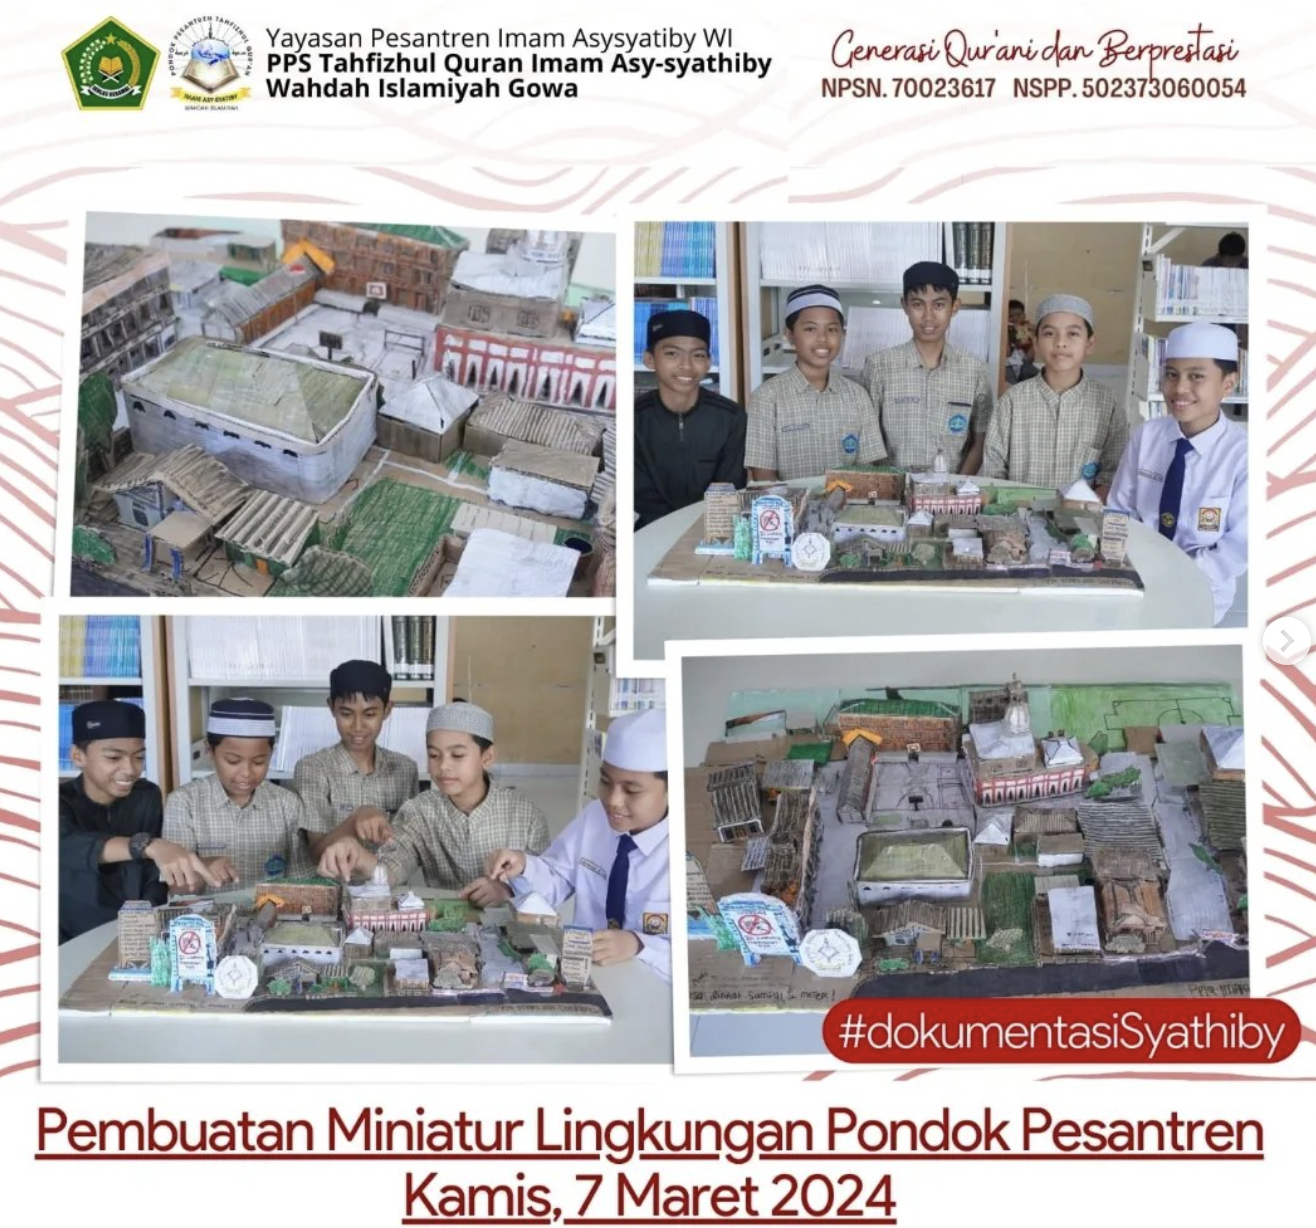 Yayasan Pesantren Imam Asysyatiby WI
PPS Tahfizhul Quran Imam Asy-syathiby
Wahdah Islamiyah Gowa
Generasi Qur'ani dan Berprestasi
NPSN. 70023617 NSPP. 502373060054
#dokumentasiSyathiby
Pembuatan Miniatur Lingkungan Pondok Pesantren
Kamis, 7 Maret 2024